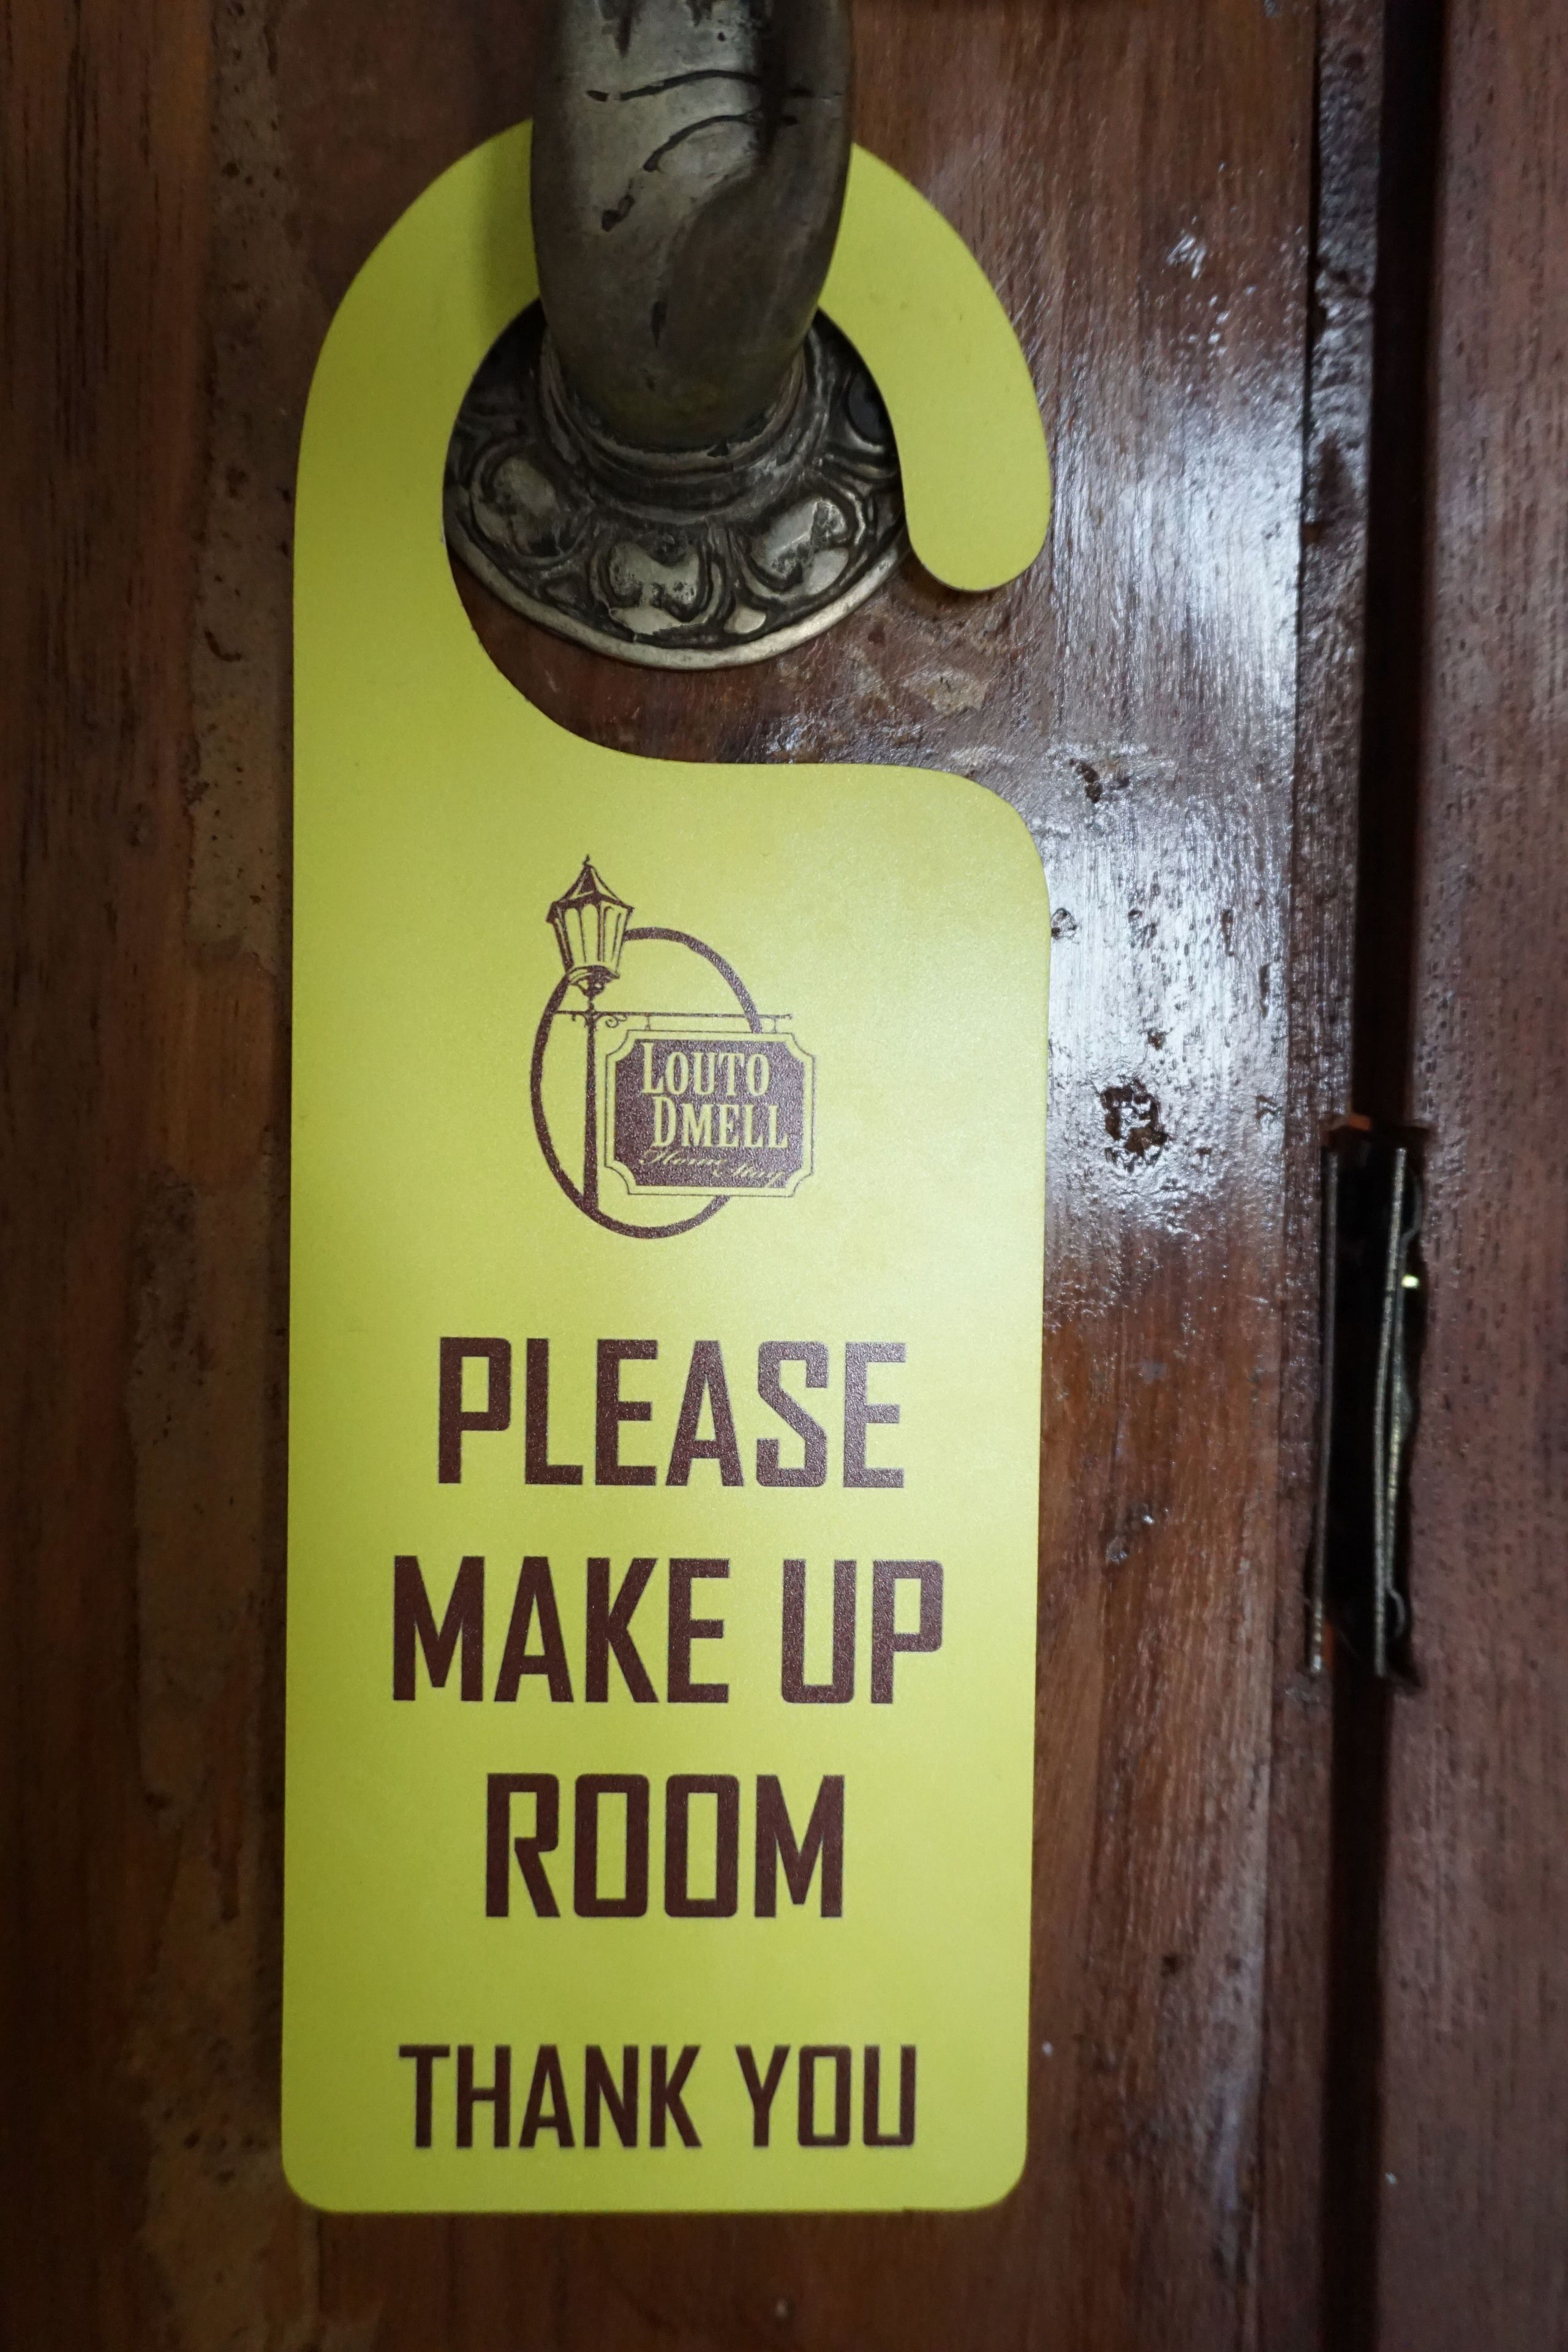 LOUTO
DMELL
PLEASE
MAKE UP
ROOM
THANK YOU